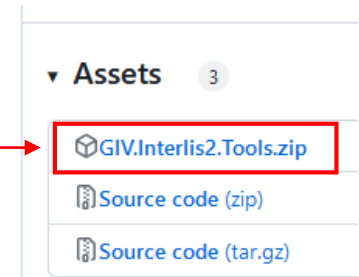 Assets 3
GIV.Interlis2.Tools.zip
Source code (zip)
Source code (tar.gz)